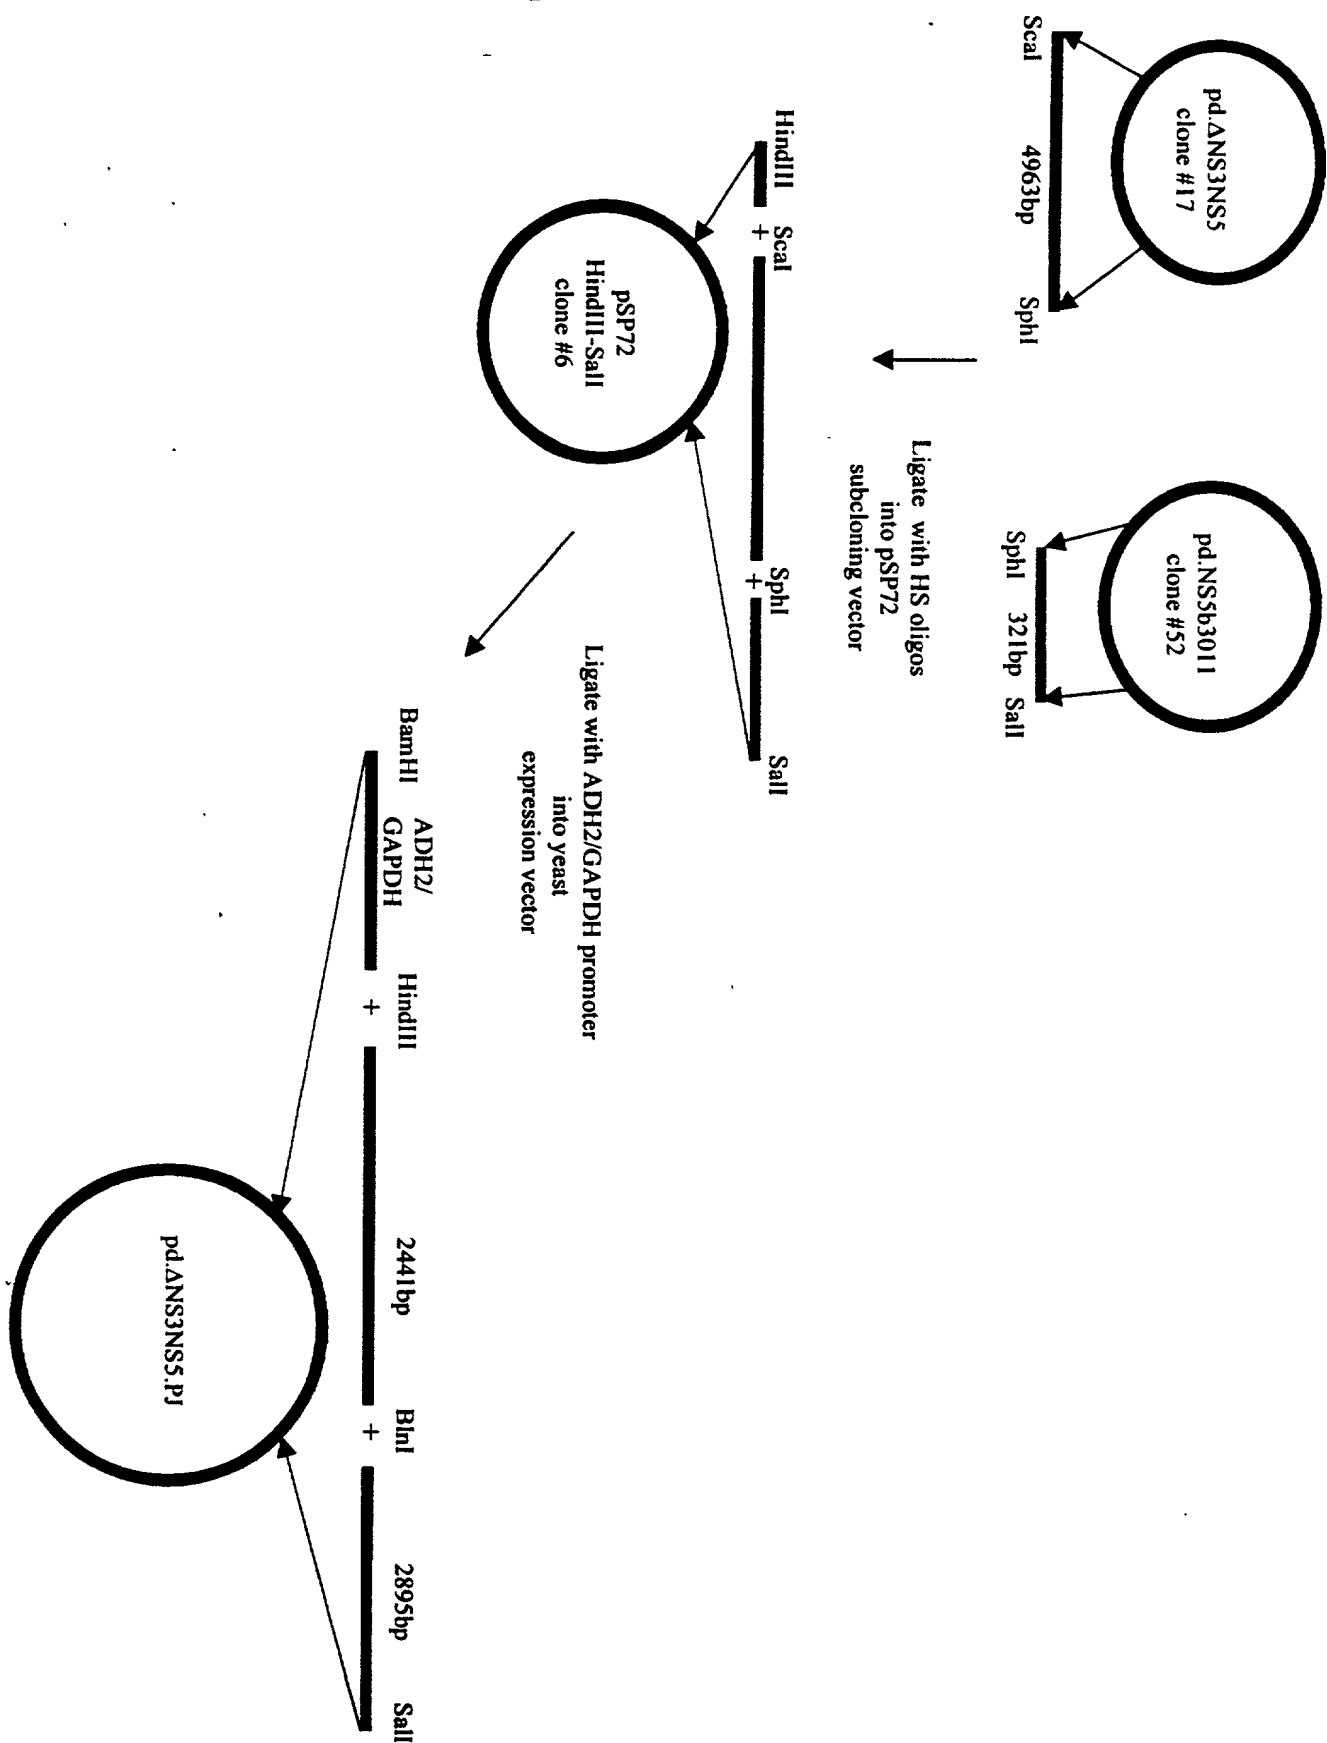 pd.ΔNS3NS5
clone #17
ScaI 4963bp SphI
pd.NS5b3011
clone #52
SphI 321bp SalI
Ligate with HS oligos
into pSP72
subcloning vector
HindIII ScaI SphI SalI
+ +
pSP72
HindIII-SalI
clone #6
Ligate with ADH2/GAPDH promoter
into yeast
expression vector
ADH2/
BamHI GAPDH HindIII 2441bp BlnI 2895bp SalI
+ +
pd.ΔNS3NS5.PJ